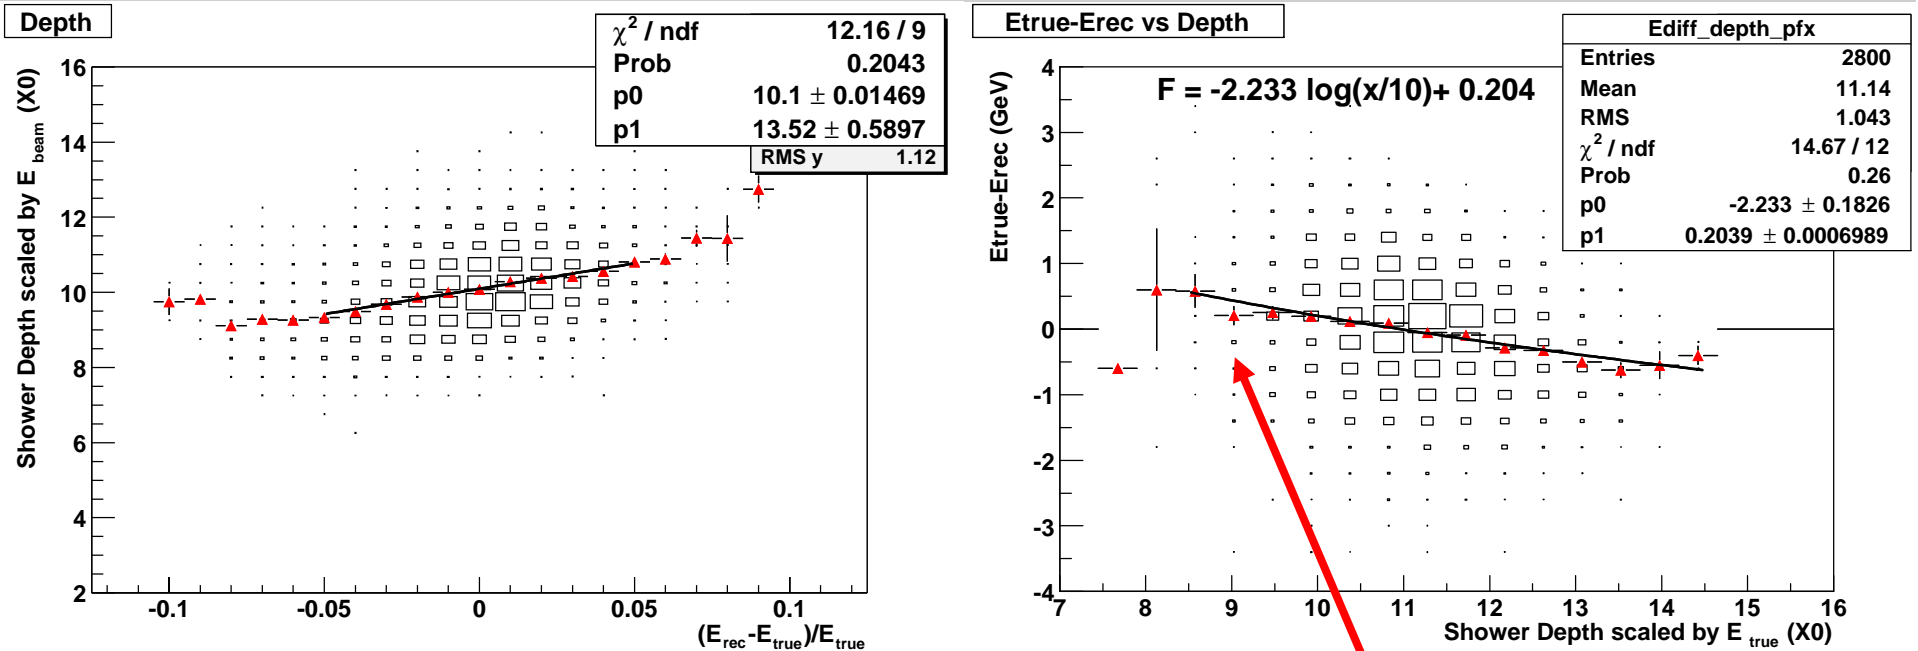 Depth
χ² / ndf 12.16 / 9
Prob 0.2043
p0 10.1 ± 0.01469
p1 13.52 ± 0.5897
RMS y 1.12
Shower Depth scaled by E beam (X0)
16
14
12
10
8
6
4
2
-0.1 -0.05 0 0.05 0.1
(Erec-Etrue)/Etrue
Etrue-Erec vs Depth
Ediff_depth_pfx
Entries 2800
Mean 11.14
RMS 1.043
χ² / ndf 14.67 / 12
Prob 0.26
p0 -2.233 ± 0.1826
p1 0.2039 ± 0.0006989
F = -2.233 log(x/10)+ 0.204
Etrue-Erec (GeV)
4
3
2
1
0
-1
-2
-3
-4
7 8 9 10 11 12 13 14 15 16
Shower Depth scaled by E true (X0)